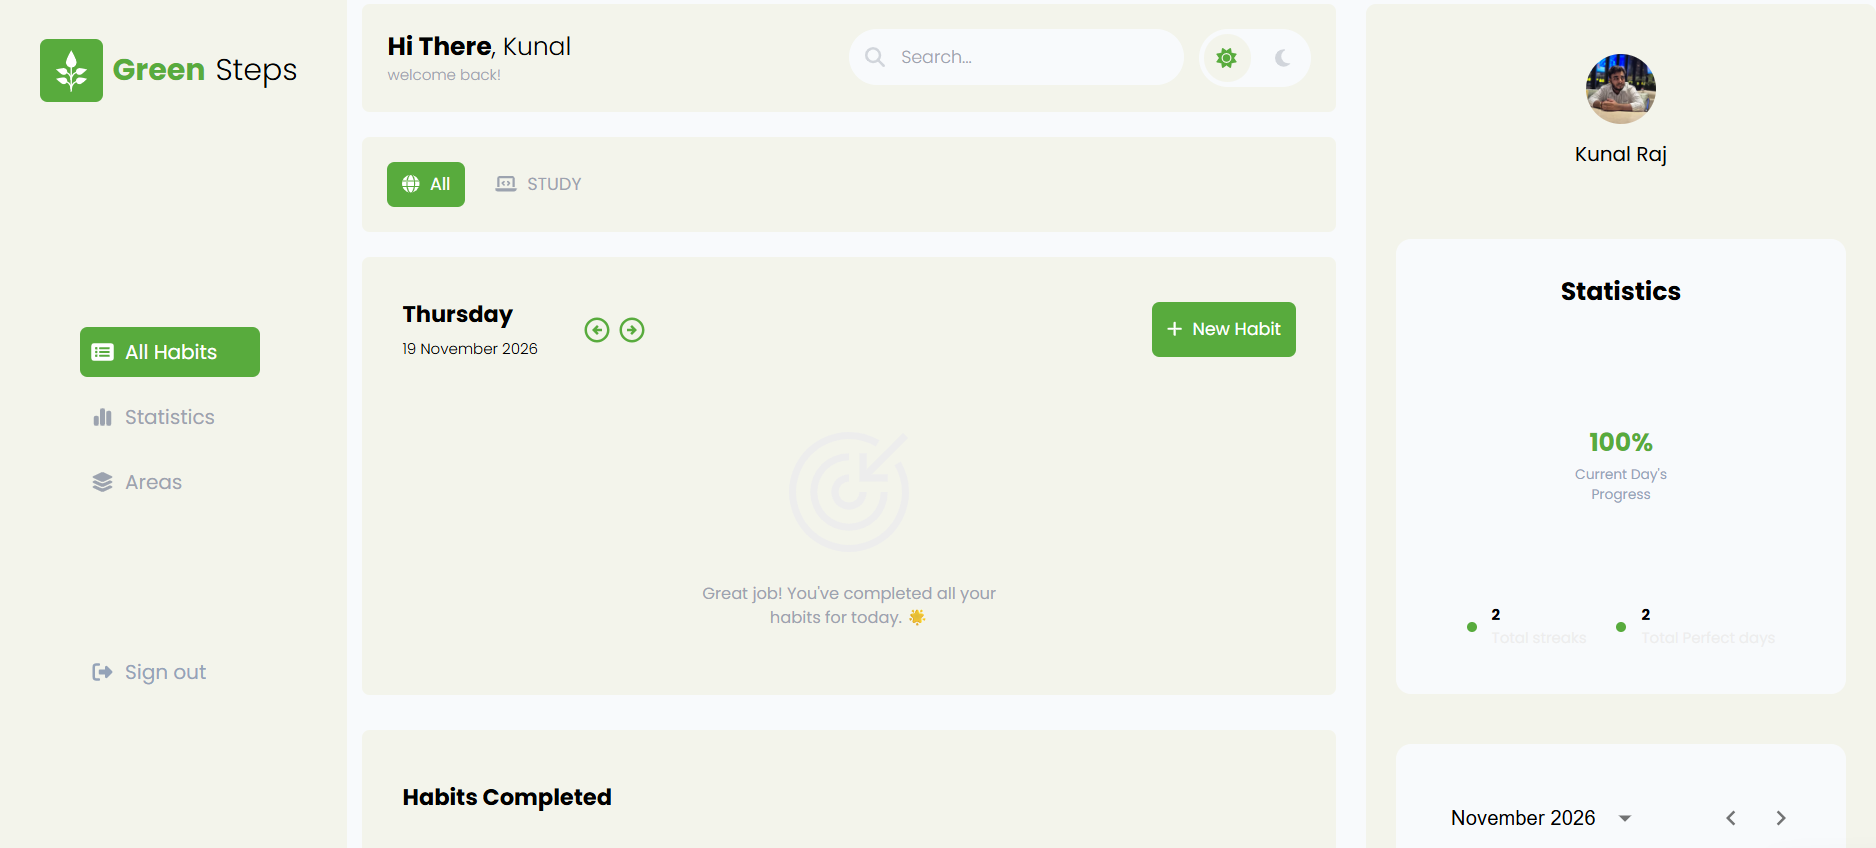 Green Steps
All Habits
Statistics
Areas
Sign out
Hi There, Kunal
welcome back!
Search...
All
STUDY
Thursday
19 November 2026
New Habit
Great job! You've completed all your
habits for today. 🌟
Habits Completed
Kunal Raj
Statistics
100%
Current Day's
Progress
2
Total streaks
2
Total Perfect days
November 2026